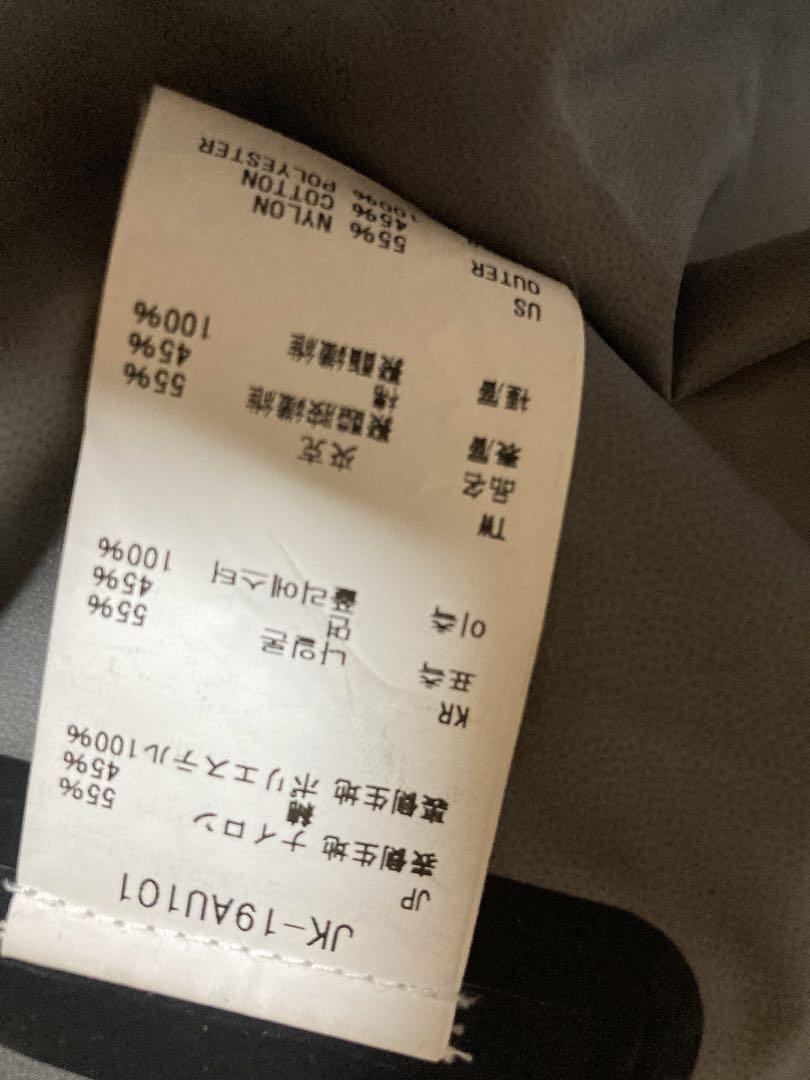 JK-19AU101
JP
表側生地 ナイロン 55%
綿 45%
裏側生地 ポリエステル100%
KR
표측 나일론 55%
면 45%
이측 폴리에스터 100%
TW
品名 夾克
表層 聚醯胺纖維 55%
棉 45%
裡層 聚酯纖維 100%
US
OUTER 55% NYLON
45% COTTON
100% POLYESTER